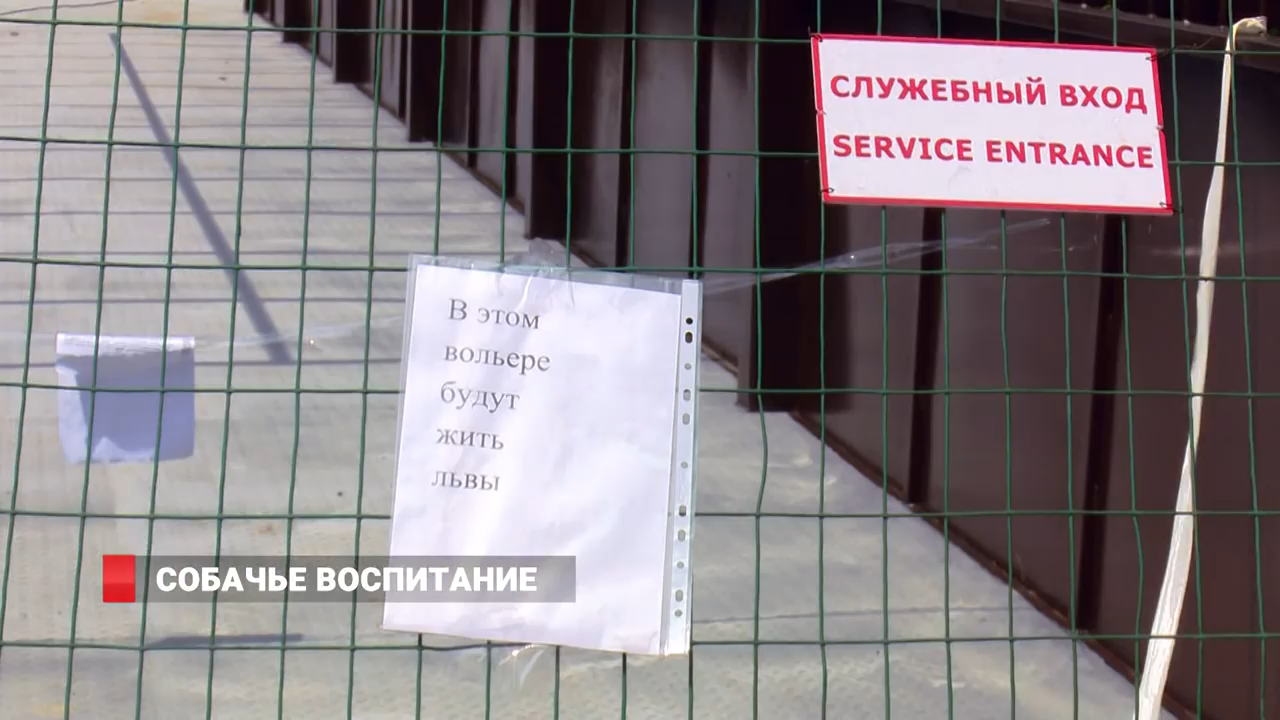 СЛУЖЕБНЫЙ ВХОД
SERVICE ENTRANCE
В этом
вольере
будут
жить
львы
СОБАЧЬЕ ВОСПИТАНИЕ